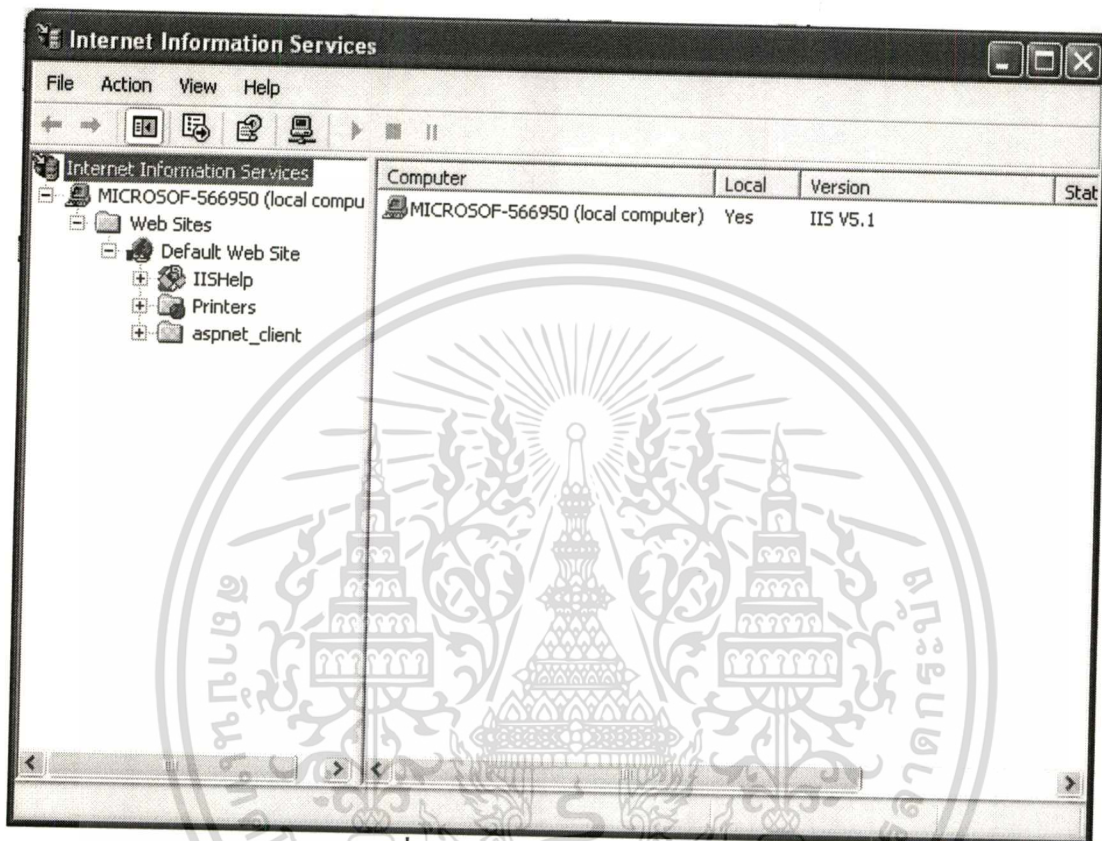 Internet Information Services
File Action View Help
Internet Information Services
MICROSOF-566950 (local compu
Web Sites
Default Web Site
IISHelp
Printers
aspnet_client
Computer Local Version Stat
MICROSOF-566950 (local computer) Yes IIS V5.1